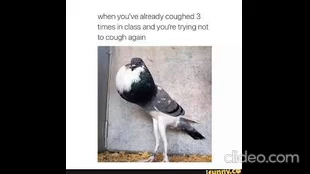 when you've already coughed 3
times in class and you're trying not
to cough again
clideo.com
ifunny.co